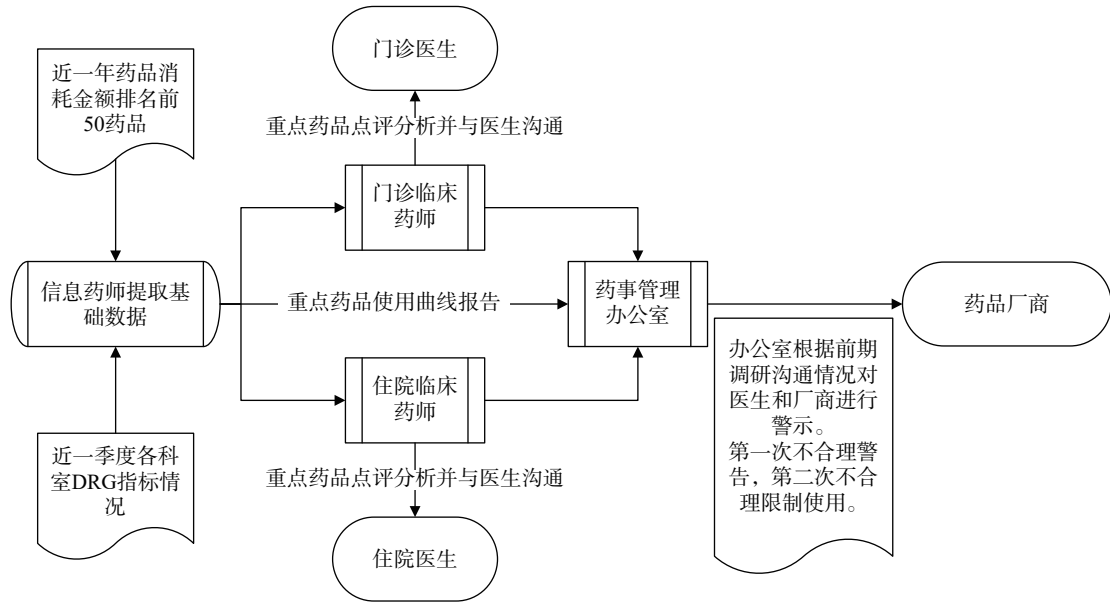 门诊医生
近一年药品消
耗金额排名前
50药品
重点药品点评分析并与医生沟通
门诊临床
药师
信息药师提取基
础数据
重点药品使用曲线报告
药事管理
办公室
药品厂商
办公室根据前期
调研沟通情况对
医生和厂商进行
警示。
第一次不合理警
告，第二次不合
理限制使用。
住院临床
药师
近一季度各科
室DRG指标情
况
重点药品点评分析并与医生沟通
住院医生